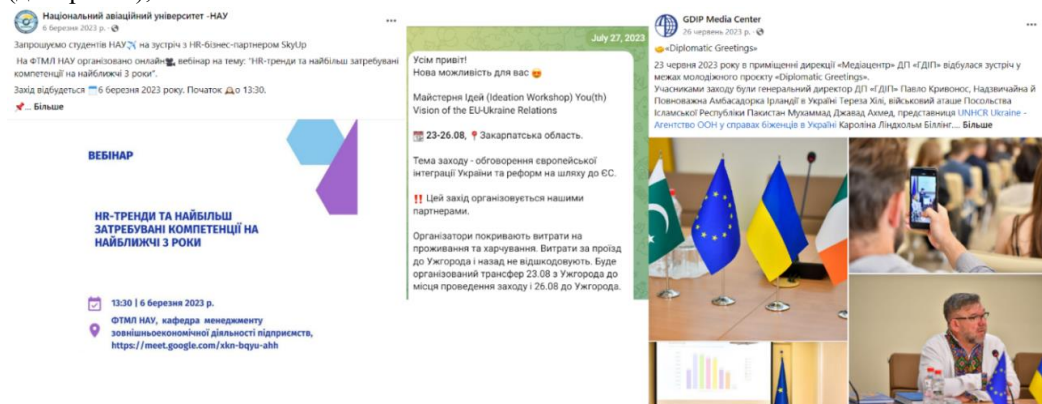 Національний авіаційний університет -НАУ
6 березня 2023 р.
Запрошуємо студентів НАУ✈️ на зустріч з HR-бізнес-партнером SkyUp
На ФТМЛ НАУ організовано онлайн вебінар на тему: "HR-тренди та найбільш затребувані
компетенції на найближчі 3 роки".
Захід відбудеться 6 березня 2023 року. Початок о 13:30.
📌... Більше
ВЕБІНАР
HR-ТРЕНДИ ТА НАЙБІЛЬШ
ЗАТРЕБУВАНІ КОМПЕТЕНЦІЇ НА
НАЙБЛИЖЧІ 3 РОКИ
13:30 | 6 березня 2023 р.
ФТМЛ НАУ, кафедра менеджменту
зовнішньоекономічної діяльності підприємств,
https://meet.google.com/xkn-bqyu-ahh
July 27, 2023
Усім привіт!
Нова можливість для вас 😍
Майстерня Ідей (Ideation Workshop) You(th)
Vision of the EU-Ukraine Relations
📅 23-26.08, 📍 Закарпатська область.
Тема заходу - обговорення європейської
інтеграції України та реформ на шляху до ЄС.
‼️ Цей захід організовується нашими
партнерами.
Організатори покривають витрати на
проживання та харчування. Витрати за проїзд
до Ужгорода і назад не відшкодовують. Буде
організований трансфер 23.08 з Ужгорода до
місця проведення заходу і 26.08 до Ужгорода.
GDIP Media Center
26 червень 2023 р.
🤝«Diplomatic Greetings»
23 червня 2023 року в приміщенні дирекції «Медіацентр» ДП «ГДІП» відбулася зустріч у
межах молодіжного проєкту «Diplomatic Greetings».
Учасниками заходу були генеральний директор ДП «ГДІП» Павло Кривонос, Надзвичайна й
Повноважна Амбасадорка Ірландії в Україні Тереза Хілі, військовий аташе Посольства
Ісламської Республіки Пакистан Мухаммад Джавад Ахмед, представниця UNHCR Ukraine -
Агентство ООН у справах біженців в Україні Кароліна Ліндхольм Біллінг.... Більше